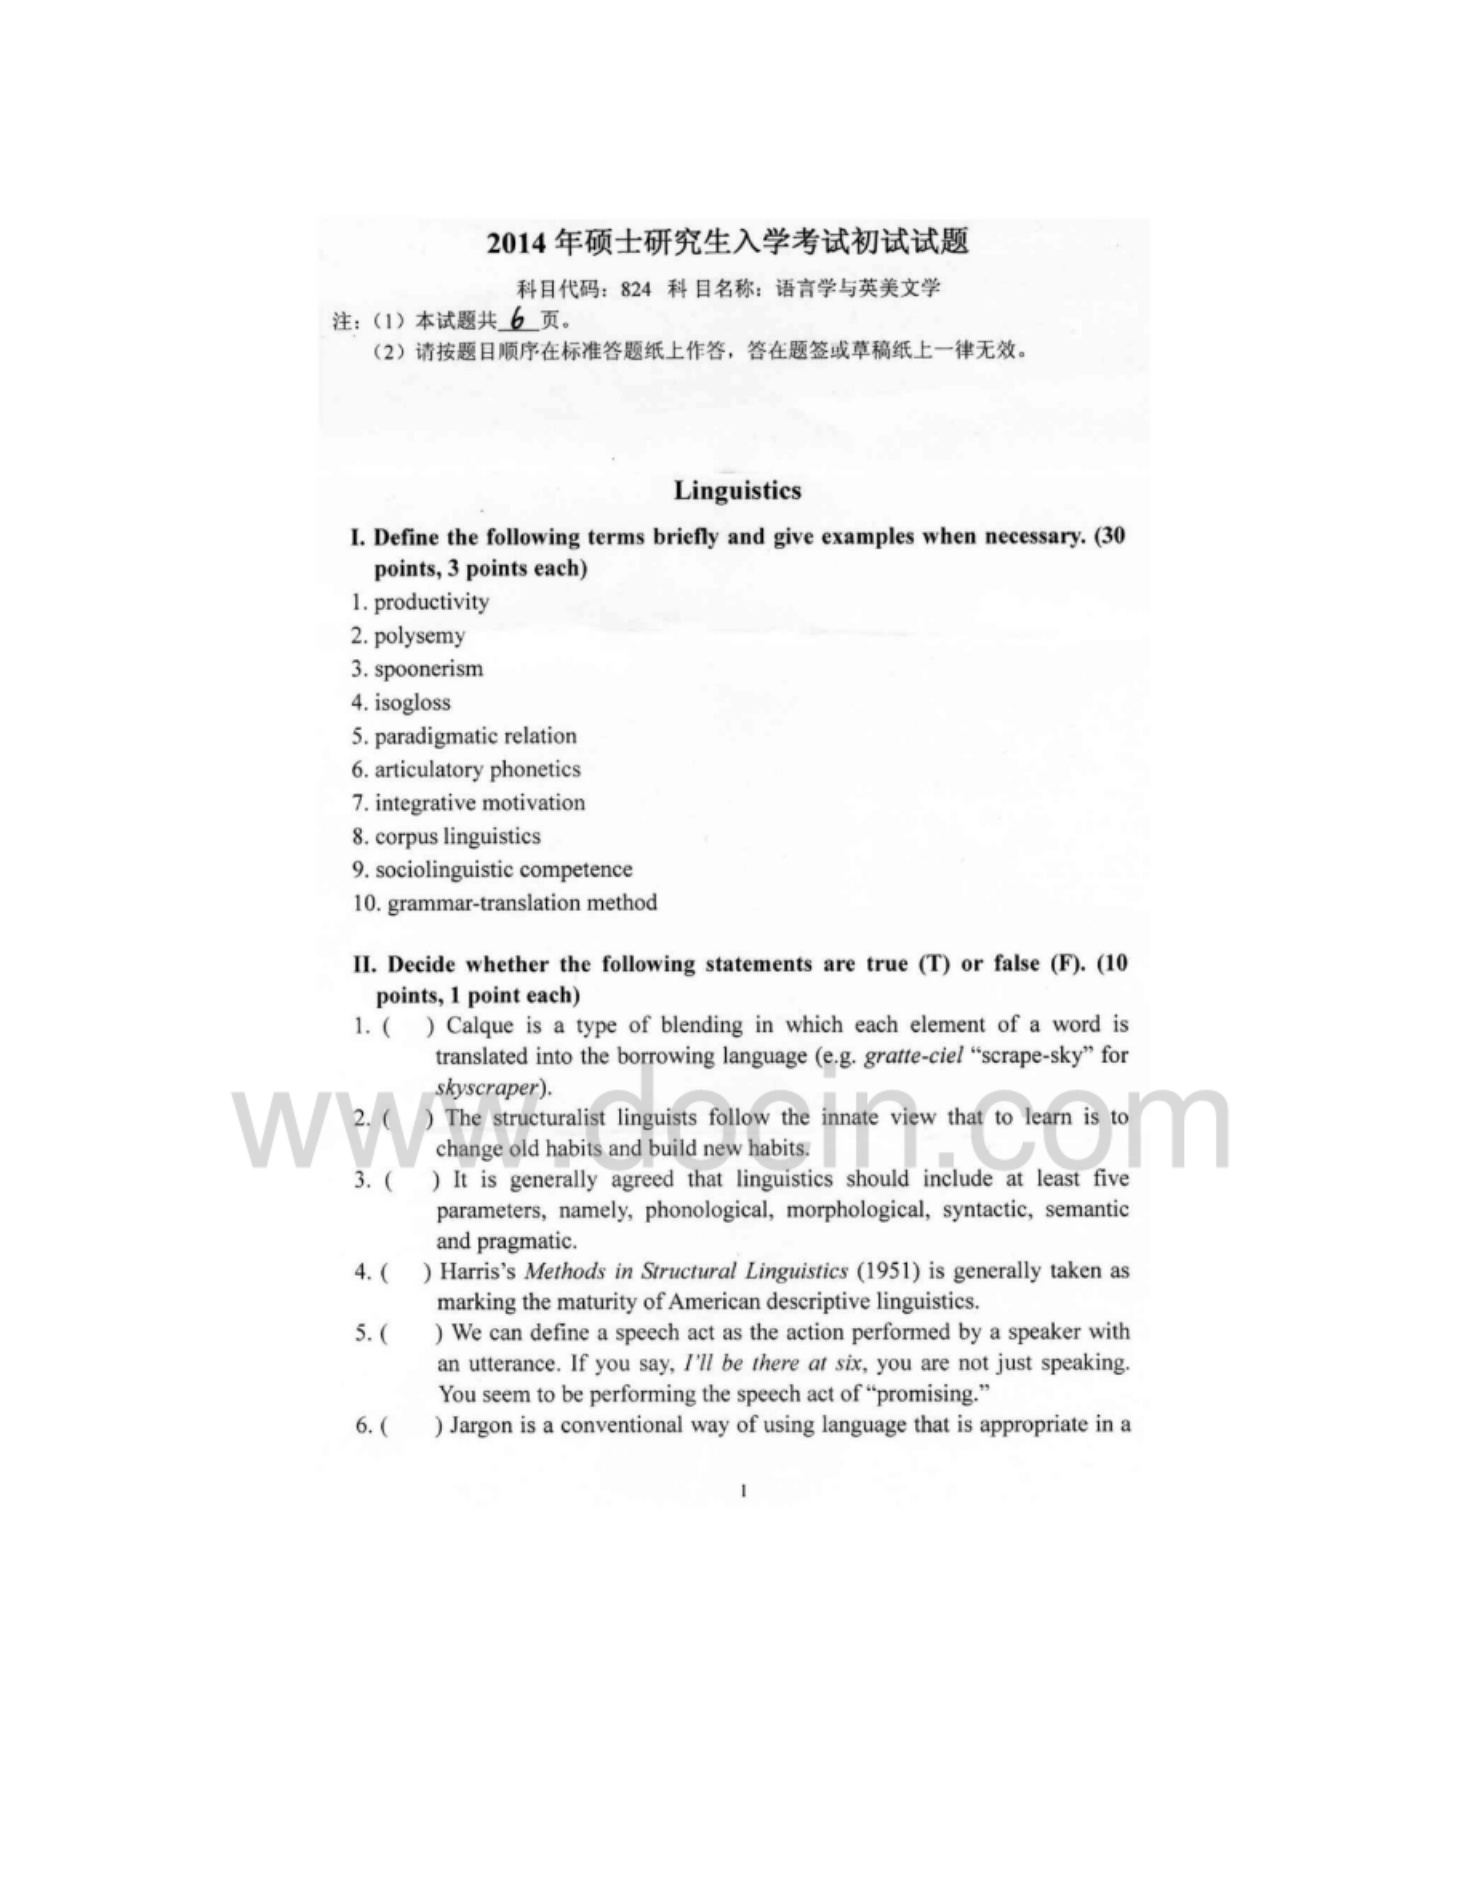 2014 年硕士研究生入学考试初试试题
科目代码：824 科 目名称：语言学与英美文学
注：（1）本试题共 6 页。
（2）请按题目顺序在标准答题纸上作答，答在题签或草稿纸上一律无效。
Linguistics
I. Define the following terms briefly and give examples when necessary. (30
points, 3 points each)
1. productivity
2. polysemy
3. spoonerism
4. isogloss
5. paradigmatic relation
6. articulatory phonetics
7. integrative motivation
8. corpus linguistics
9. sociolinguistic competence
10. grammar-translation method
II. Decide whether the following statements are true (T) or false (F). (10
points, 1 point each)
1. ( ) Calque is a type of blending in which each element of a word is
translated into the borrowing language (e.g. gratte-ciel “scrape-sky” for
skyscraper).
2. ( ) The structuralist linguists follow the innate view that to learn is to
change old habits and build new habits.
3. ( ) It is generally agreed that linguistics should include at least five
parameters, namely, phonological, morphological, syntactic, semantic
and pragmatic.
4. ( ) Harris’s Methods in Structural Linguistics (1951) is generally taken as
marking the maturity of American descriptive linguistics.
5. ( ) We can define a speech act as the action performed by a speaker with
an utterance. If you say, I’ll be there at six, you are not just speaking.
You seem to be performing the speech act of “promising.”
6. ( ) Jargon is a conventional way of using language that is appropriate in a
1
www.docin.com